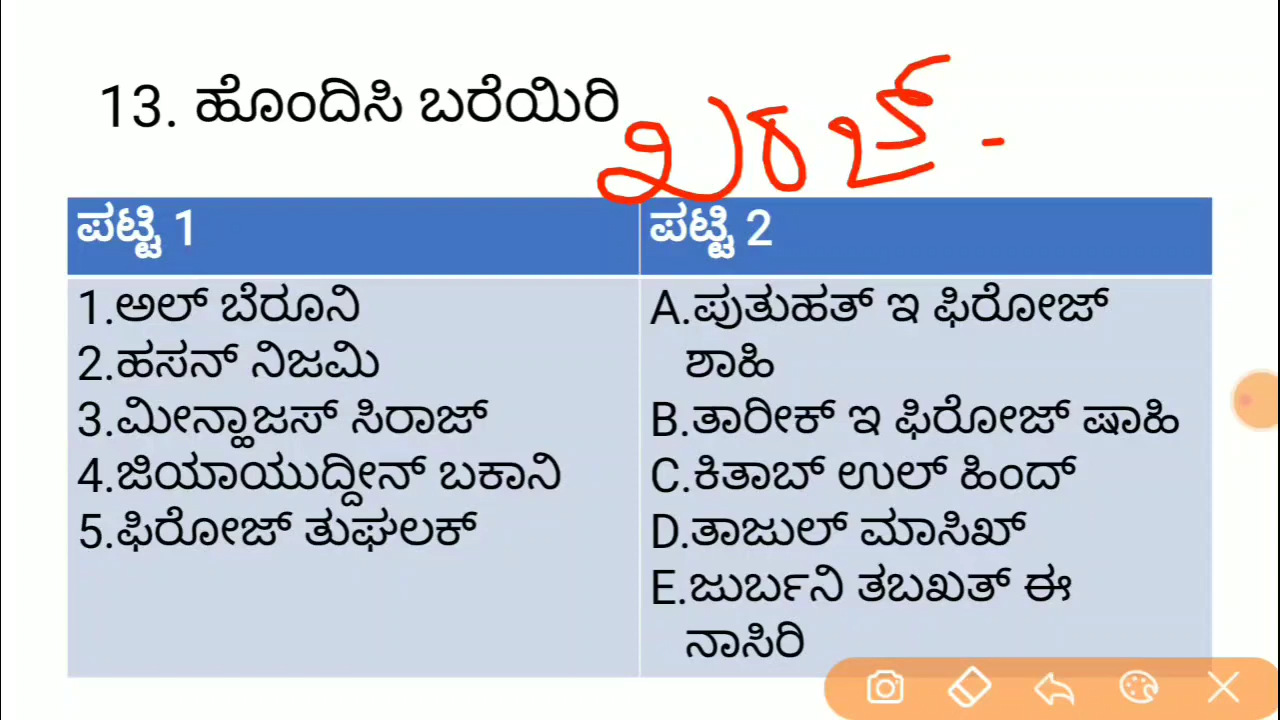 13. ಹೊಂದಿಸಿ ಬರೆಯಿರಿ
ಖರಜ್ -
ಪಟ್ಟಿ 1
ಪಟ್ಟಿ 2
1.ಅಲ್ ಬೆರೂನಿ
2.ಹಸನ್ ನಿಜಮಿ
3.ಮೀನ್ಹಾಜಸ್ ಸಿರಾಜ್
4.ಜಿಯಾಯುದ್ದೀನ್ ಬಕಾನಿ
5.ಫಿರೋಜ್ ತುಘಲಕ್
A.ಪುತುಹತ್ ಇ ಫಿರೋಜ್
ಶಾಹಿ
B.ತಾರೀಕ್ ಇ ಫಿರೋಜ್ ಷಾಹಿ
C.ಕಿತಾಬ್ ಉಲ್ ಹಿಂದ್
D.ತಾಜುಲ್ ಮಾಸಿಖ್
E.ಜುರ್ಬನಿ ತಬಖತ್ ಈ
ನಾಸಿರಿ